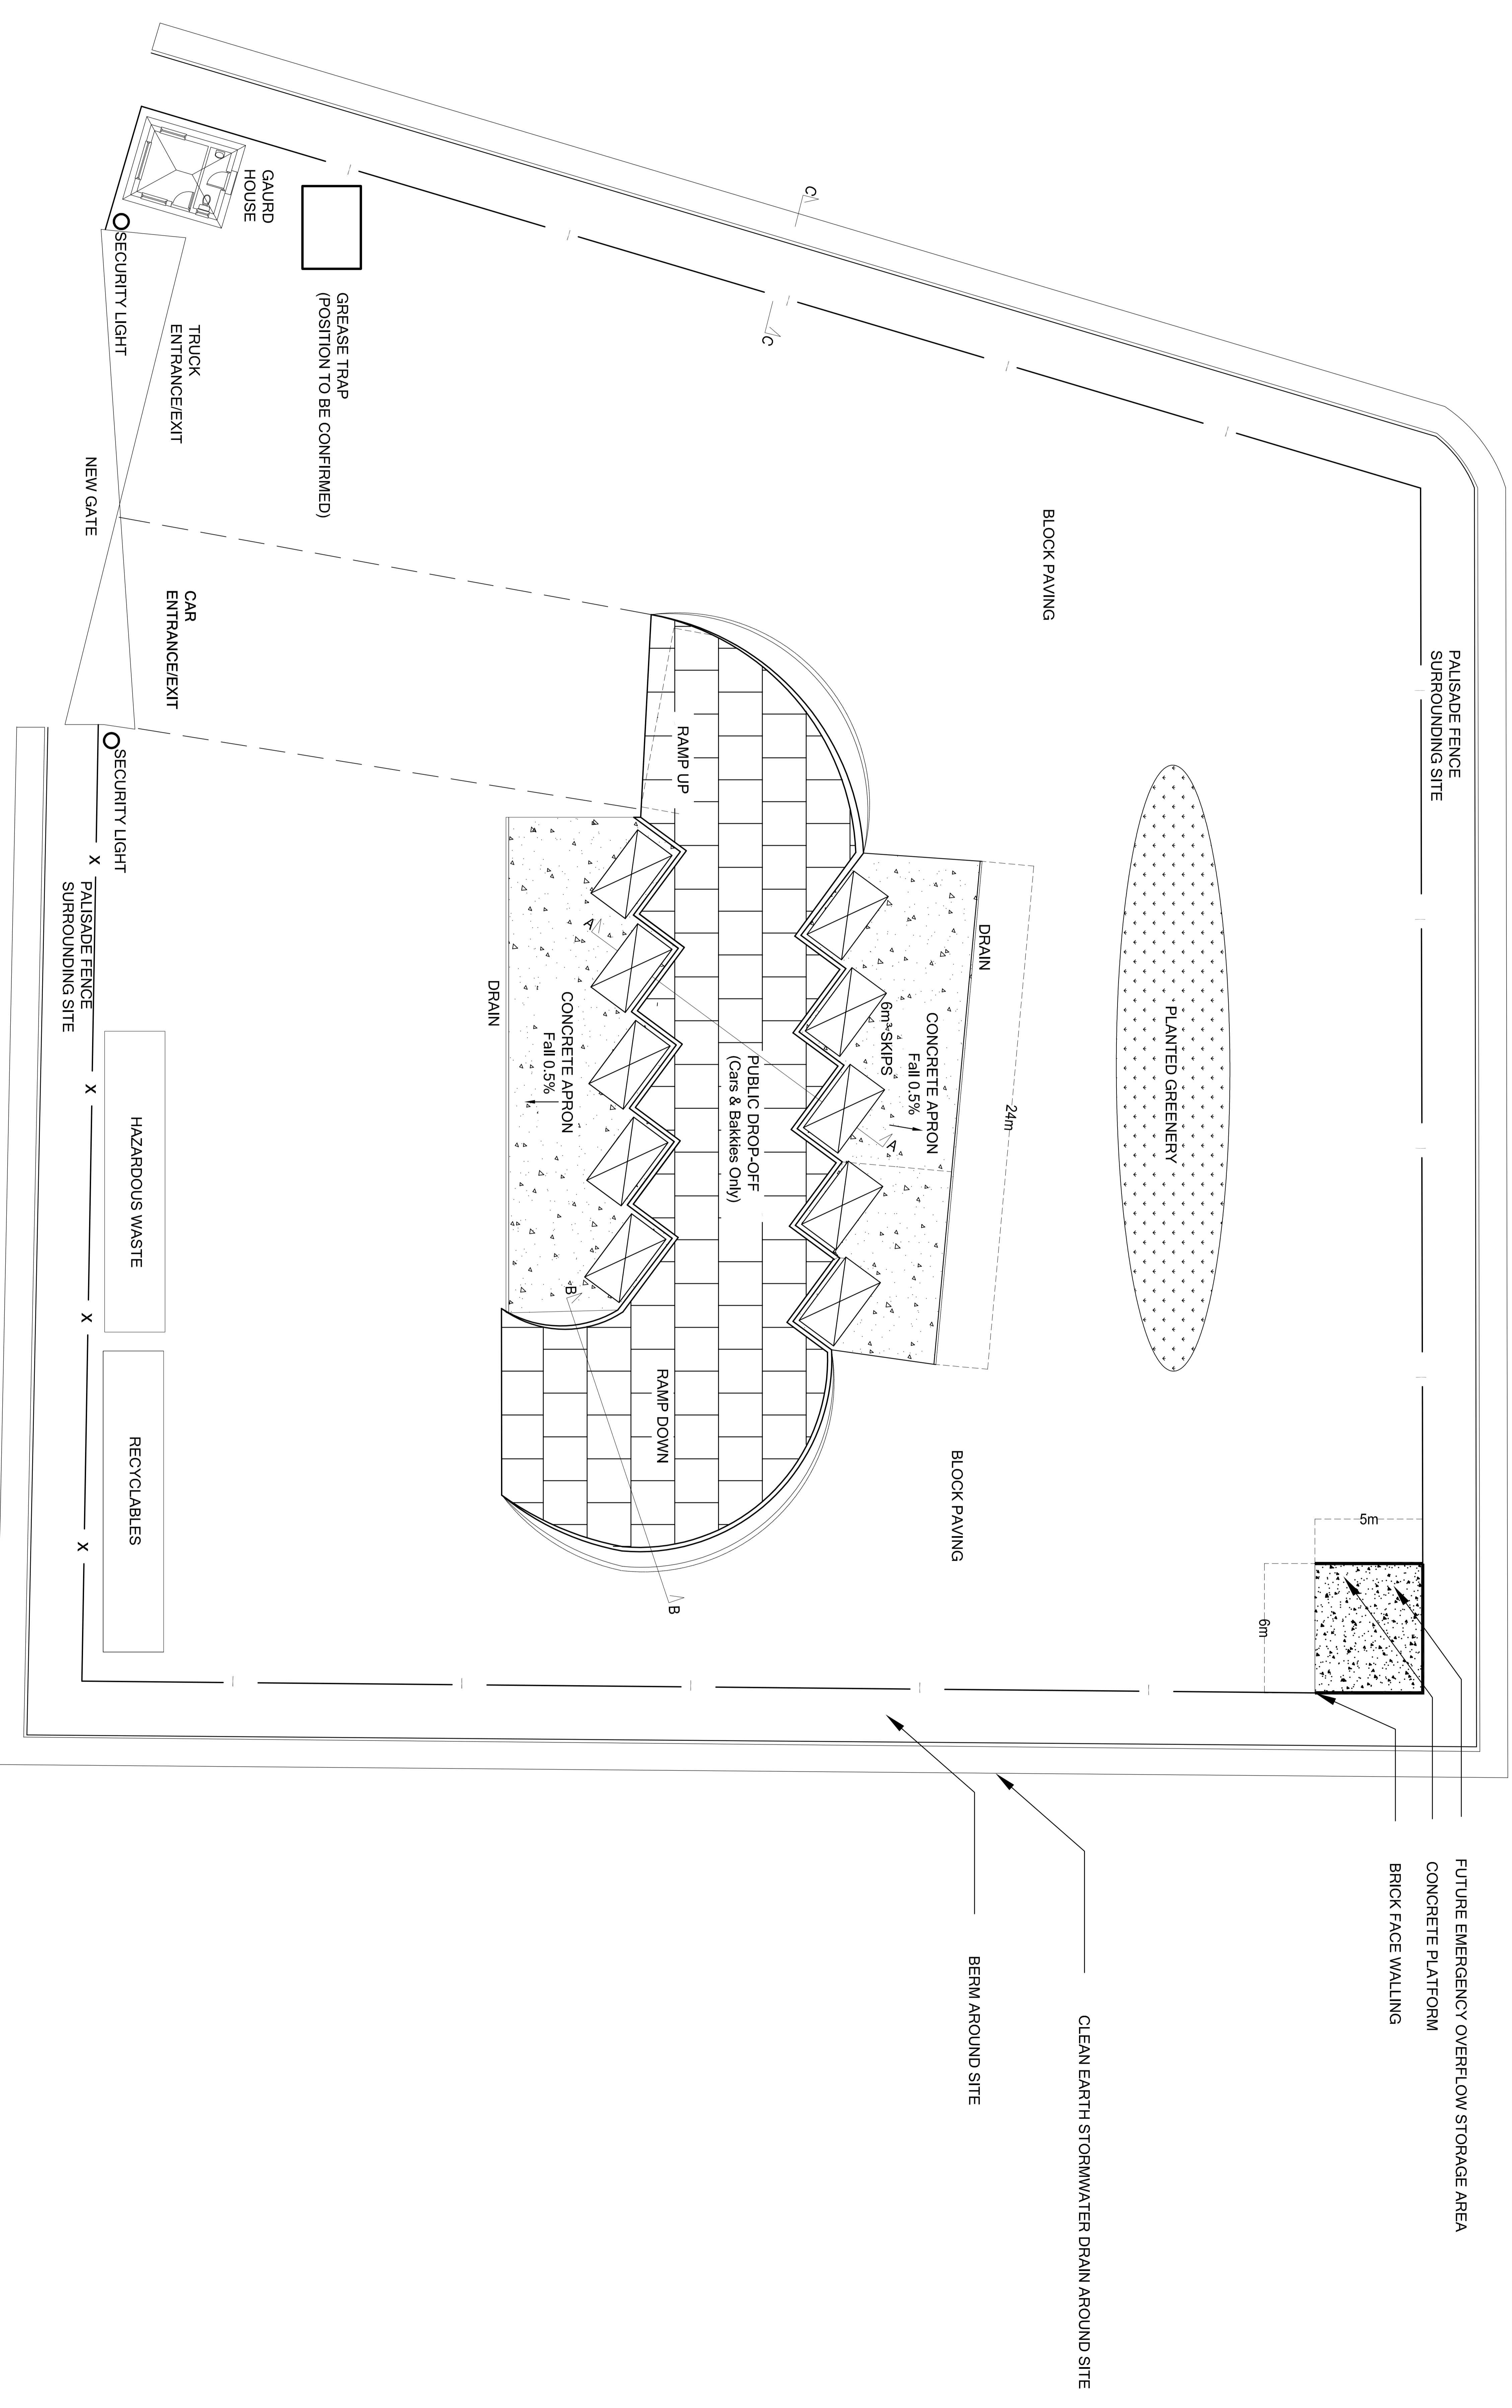 PALISADE FENCE
SURROUNDING SITE
FUTURE EMERGENCY OVERFLOW STORAGE AREA
CONCRETE PLATFORM
BRICK FACE WALLING
5m
6m
PLANTED GREENERY
CLEAN EARTH STORMWATER DRAIN AROUND SITE
BLOCK PAVING
BLOCK PAVING
BERM AROUND SITE
24m
DRAIN
CONCRETE APRON
Fall 0.5%
6m³ SKIPS
A
C
C
PUBLIC DROP-OFF
(Cars & Bakkies Only)
RAMP UP
RAMP DOWN
B
B
A
CONCRETE APRON
Fall 0.5%
DRAIN
GREASE TRAP
(POSITION TO BE CONFIRMED)
GAURD
HOUSE
TRUCK
ENTRANCE/EXIT
CAR
ENTRANCE/EXIT
SECURITY LIGHT
SECURITY LIGHT
NEW GATE
HAZARDOUS WASTE
RECYCLABLES
X
X
X
X
PALISADE FENCE
SURROUNDING SITE